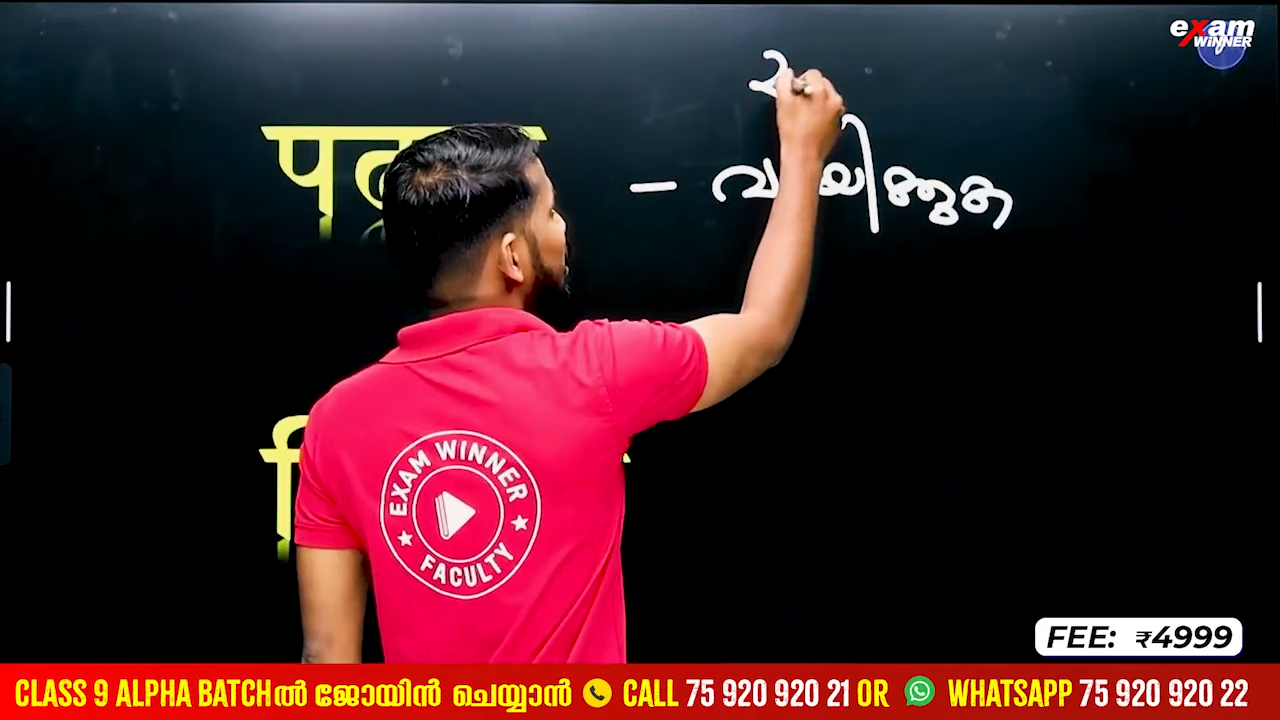 exam WINNER
2
— വായിക്കുക
EXAM WINNER
FACULTY
FEE: ₹4999
CLASS 9 ALPHA BATCHൽ ജോയിൻ ചെയ്യാൻ CALL 75 920 920 21 OR WHATSAPP 75 920 920 22